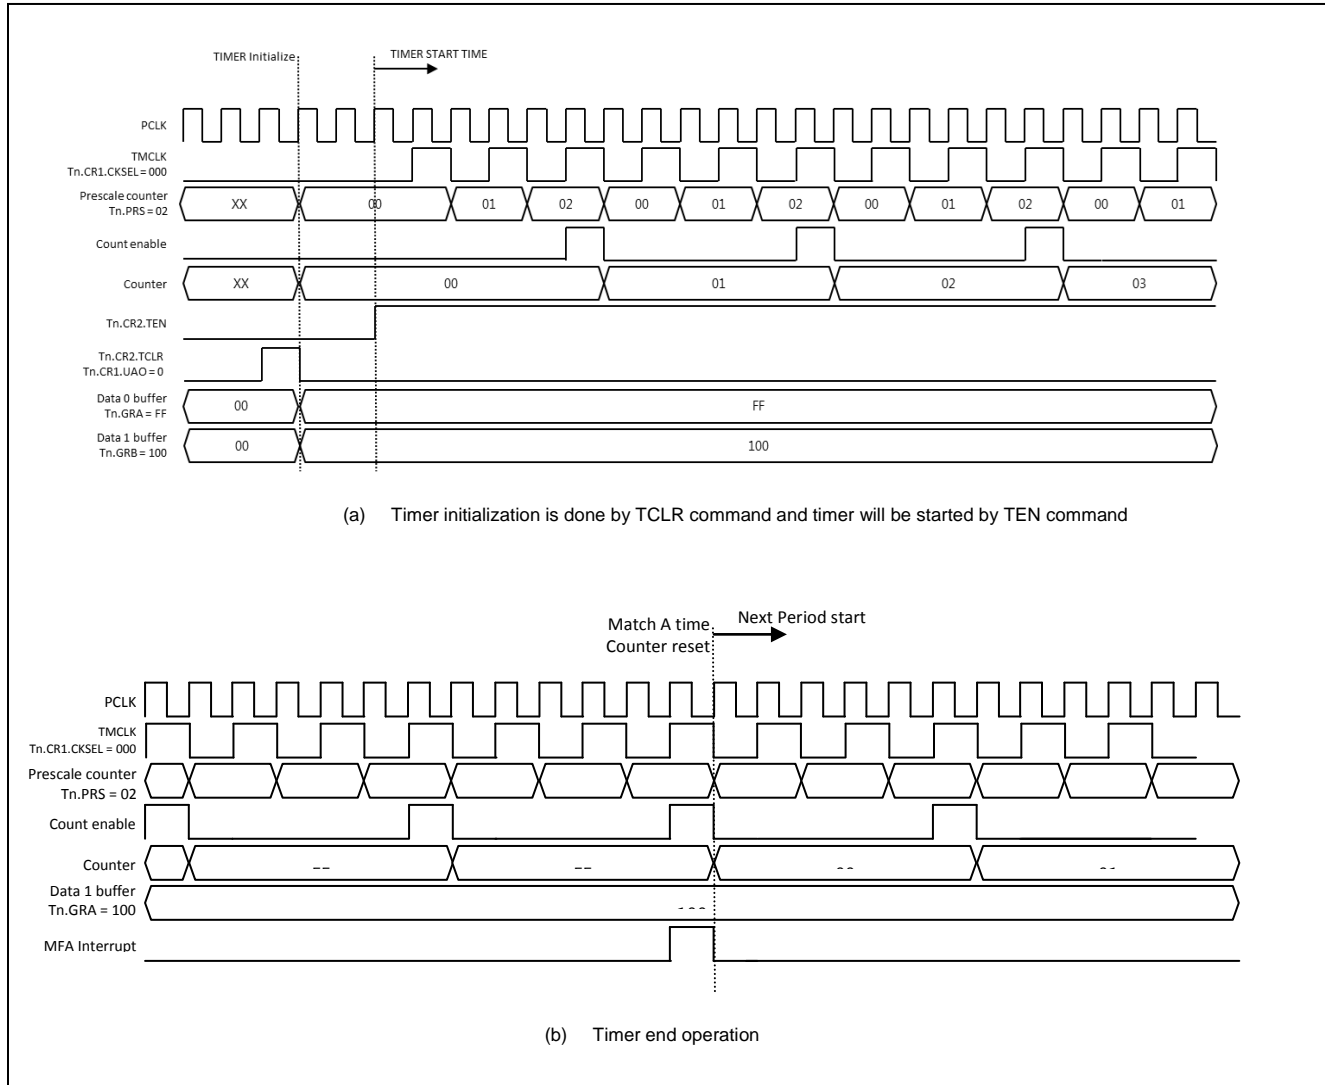 TIMER Initialize
TIMER START TIME
PCLK
TMCLK
Tn.CR1.CKSEL = 000
Prescale counter
Tn.PRS = 02
XX 00 01 02 00 01 02 00 01 02 00 01
Count enable
Counter
XX 00 01 02 03
Tn.CR2.TEN
Tn.CR2.TCLR
Tn.CR1.UAO = 0
Data 0 buffer
Tn.GRA = FF
00 FF
Data 1 buffer
Tn.GRB = 100
00 100
(a) Timer initialization is done by TCLR command and timer will be started by TEN command
Match A time
Counter reset
Next Period start
PCLK
TMCLK
Tn.CR1.CKSEL = 000
Prescale counter
Tn.PRS = 02
Count enable
Counter
Data 1 buffer
Tn.GRA = 100
MFA Interrupt
(b) Timer end operation